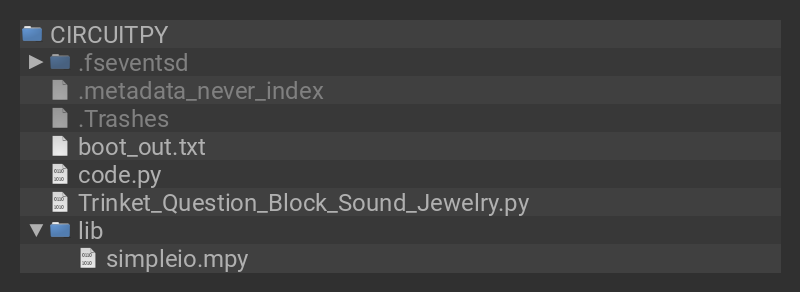 CIRCUITPY
.fseventsd
.metadata_never_index
.Trashes
boot_out.txt
code.py
Trinket_Question_Block_Sound_Jewelry.py
lib
simpleio.mpy